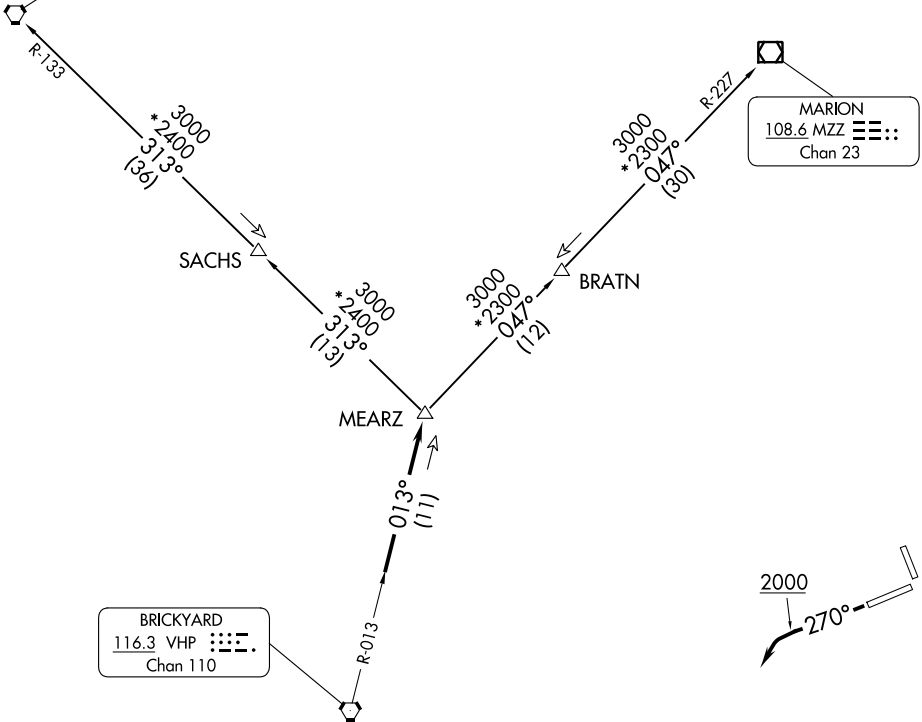 R-133
3000
*2400
313°
(36)
SACHS
3000
*2400
313°
(13)
R-227
MARION
108.6 MZZ
Chan 23
3000
*2300
047°
(30)
BRATN
3000
*2300
047°
(12)
MEARZ
013°
(11)
R-013
BRICKYARD
116.3 VHP
Chan 110
2000
270°